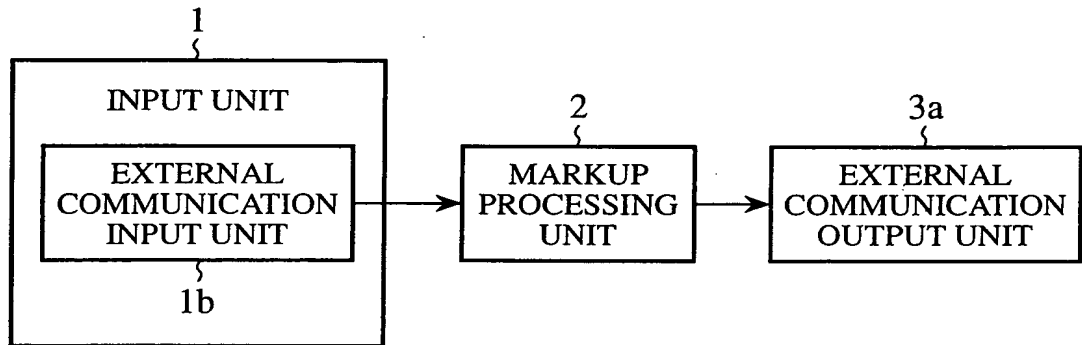 1
INPUT UNIT
EXTERNAL
COMMUNICATION
INPUT UNIT
1b
2
MARKUP
PROCESSING
UNIT
3a
EXTERNAL
COMMUNICATION
OUTPUT UNIT